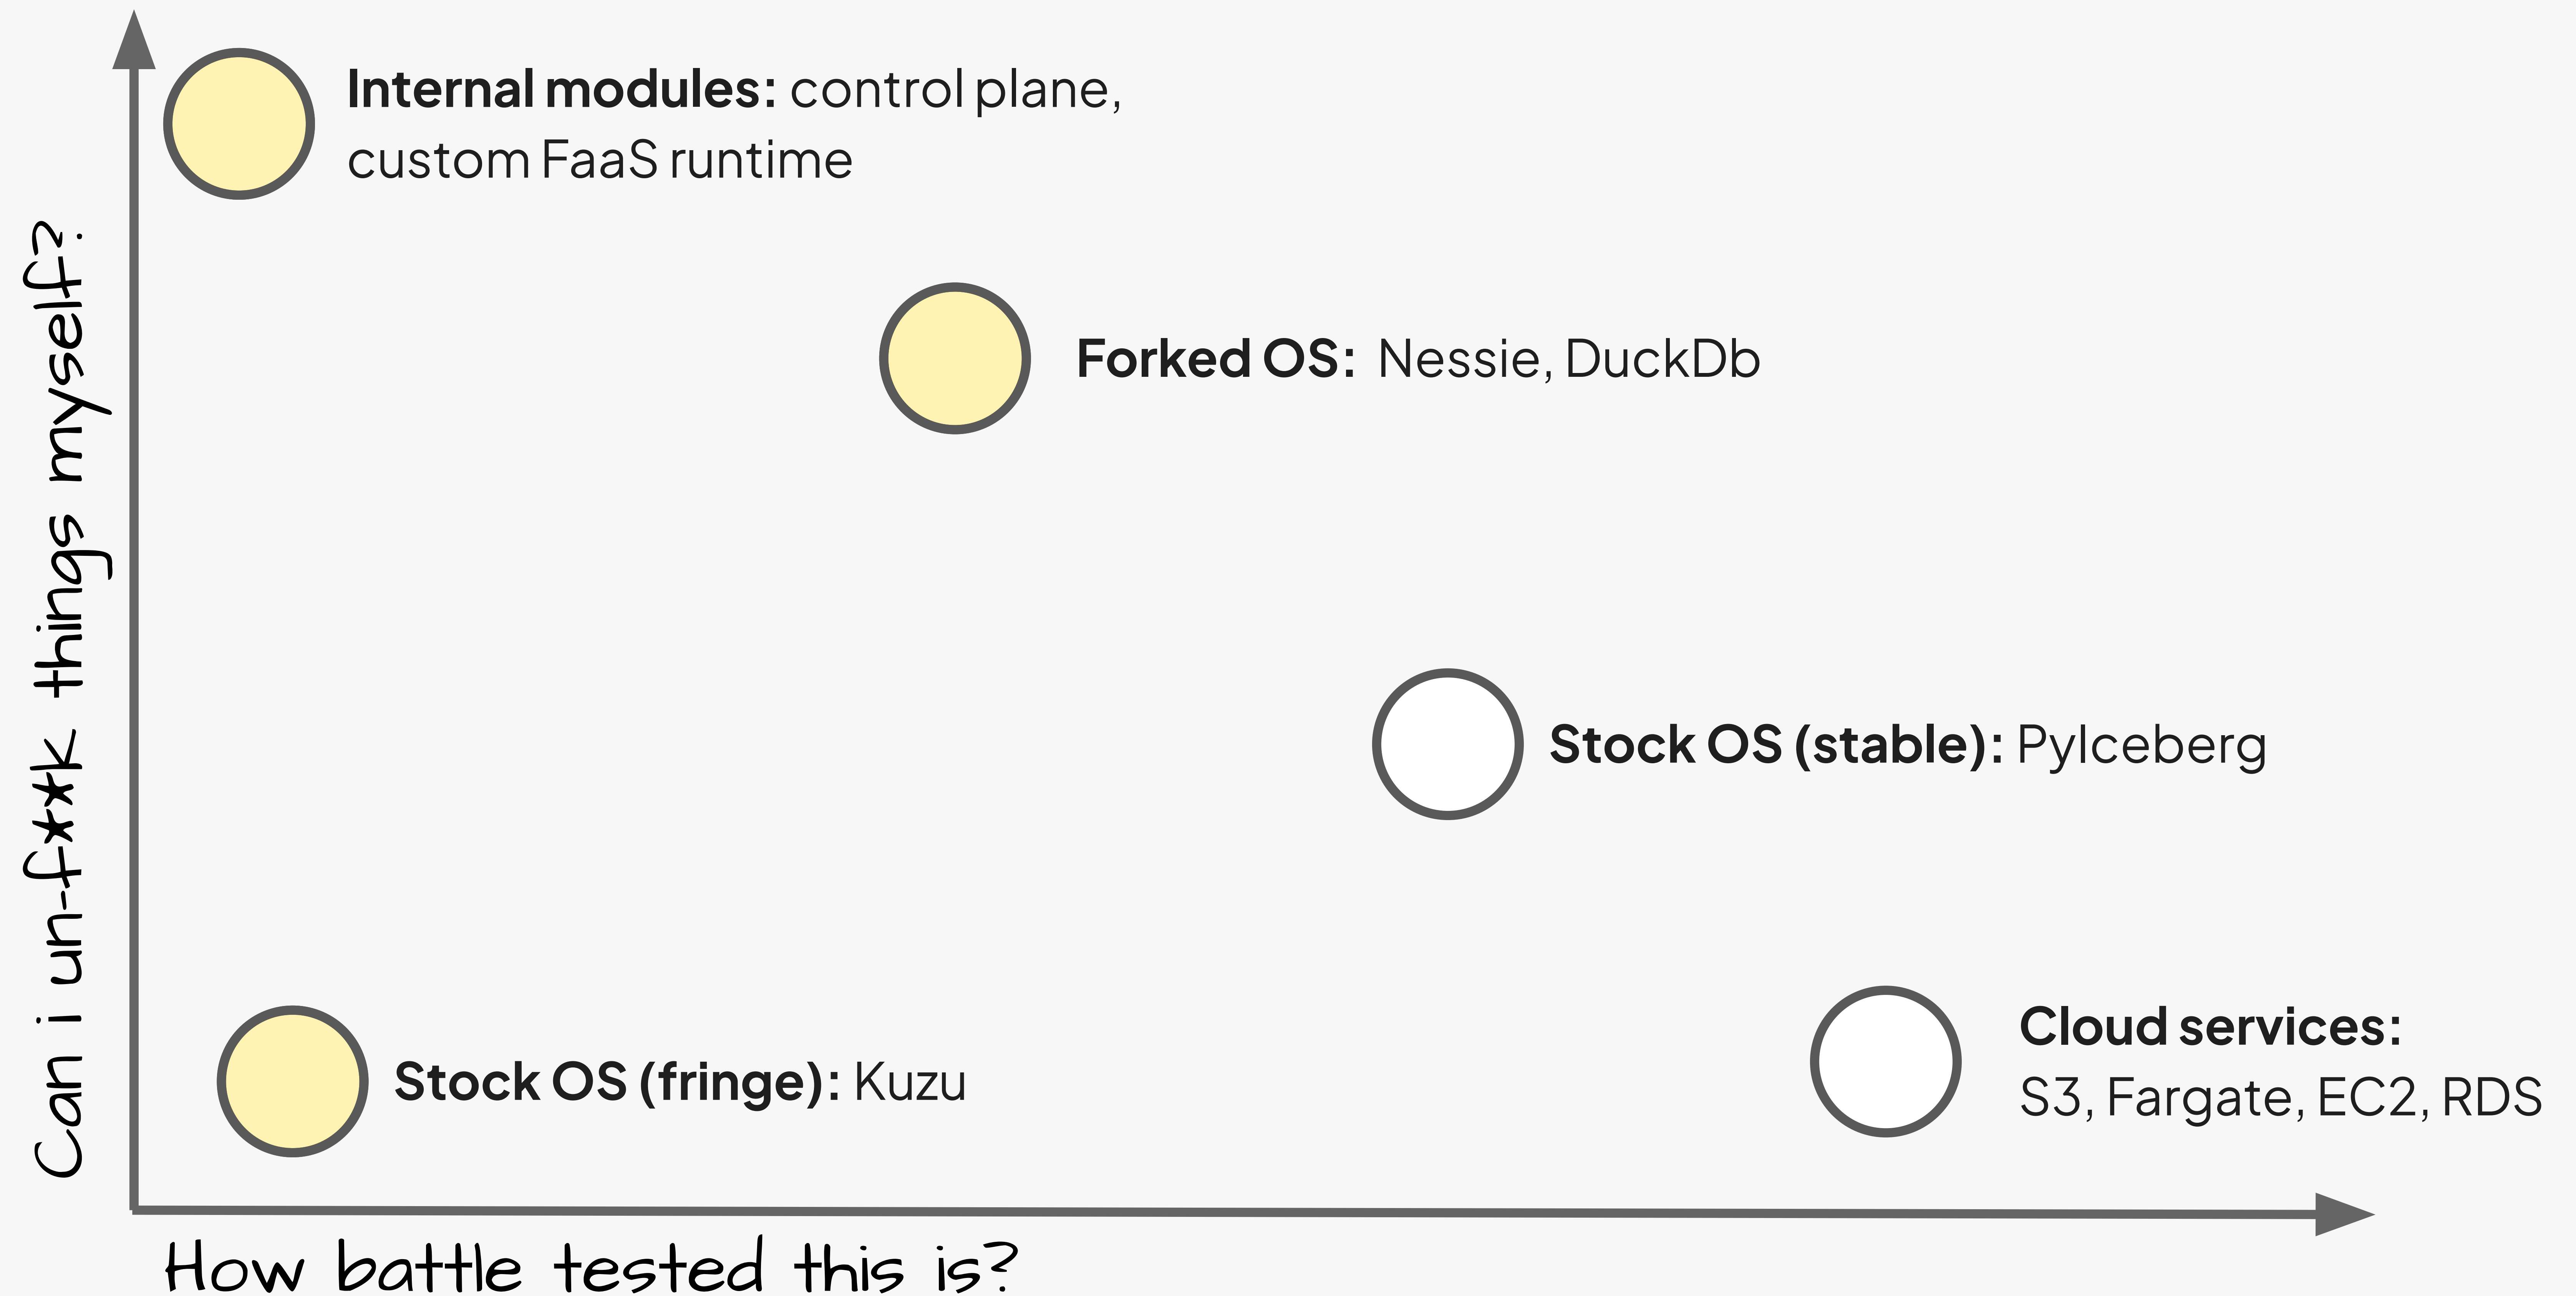 Internal modules: control plane,
custom FaaS runtime
Can i un-f**k things myself?
Forked OS: Nessie, DuckDb
Stock OS (stable): PyIceberg
Stock OS (fringe): Kuzu
Cloud services:
S3, Fargate, EC2, RDS
How battle tested this is?